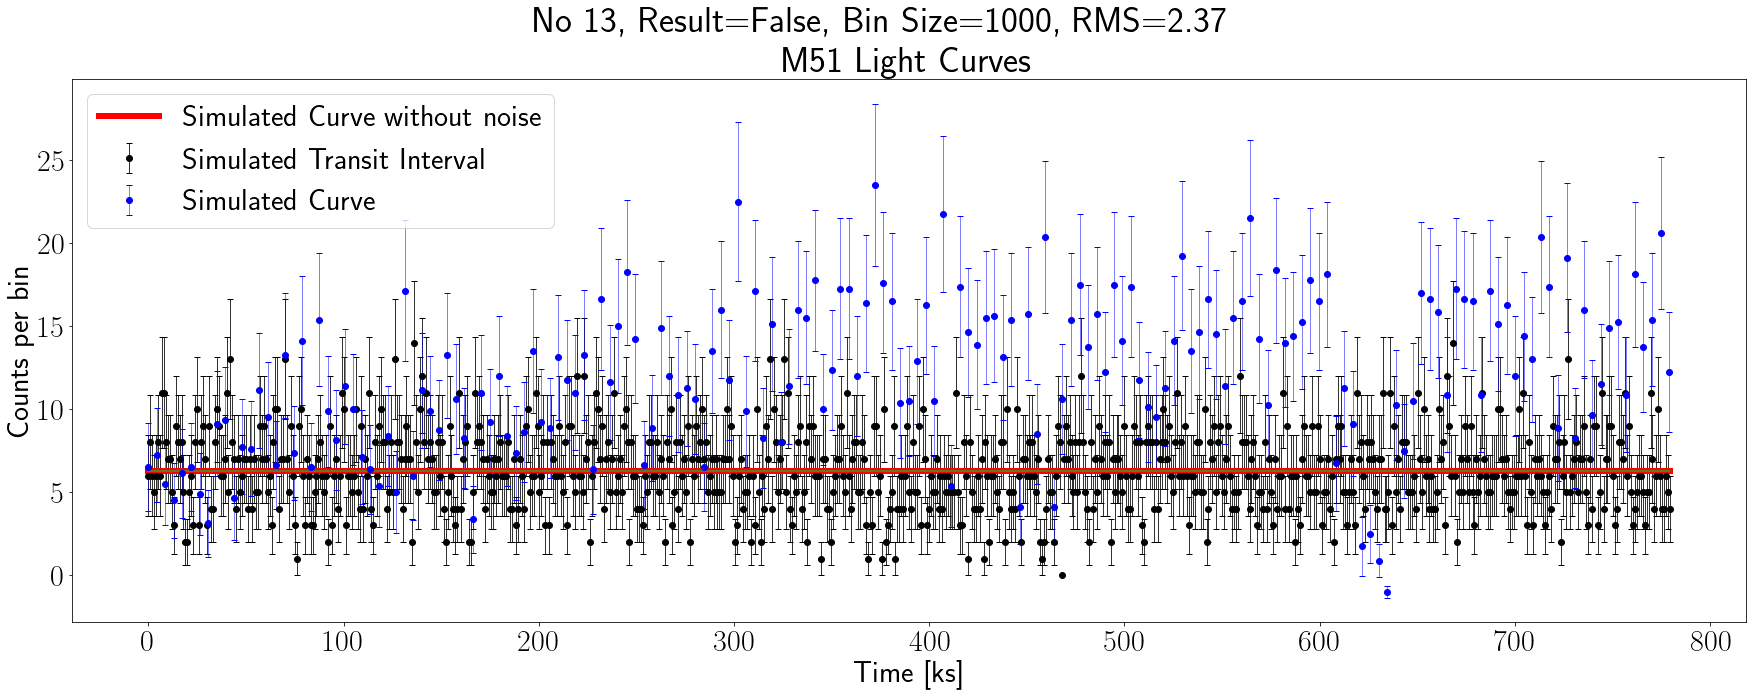 No 13, Result=False, Bin Size=1000, RMS=2.37
M51 Light Curves
Simulated Curve without noise
Simulated Transit Interval
Simulated Curve
Counts per bin
25
20
15
10
5
0
0 100 200 300 400 500 600 700 800
Time [ks]